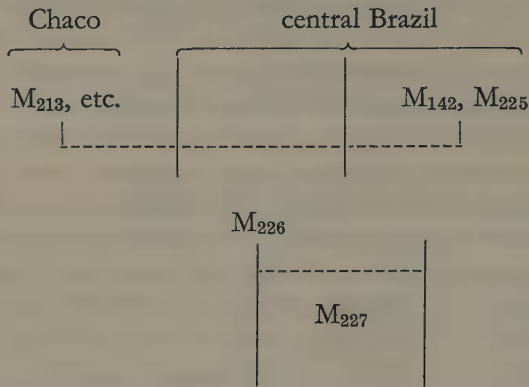 Chaco central Brazil
M₂₁₃, etc. M₁₄₂, M₂₂₅
M₂₂₆
M₂₂₇